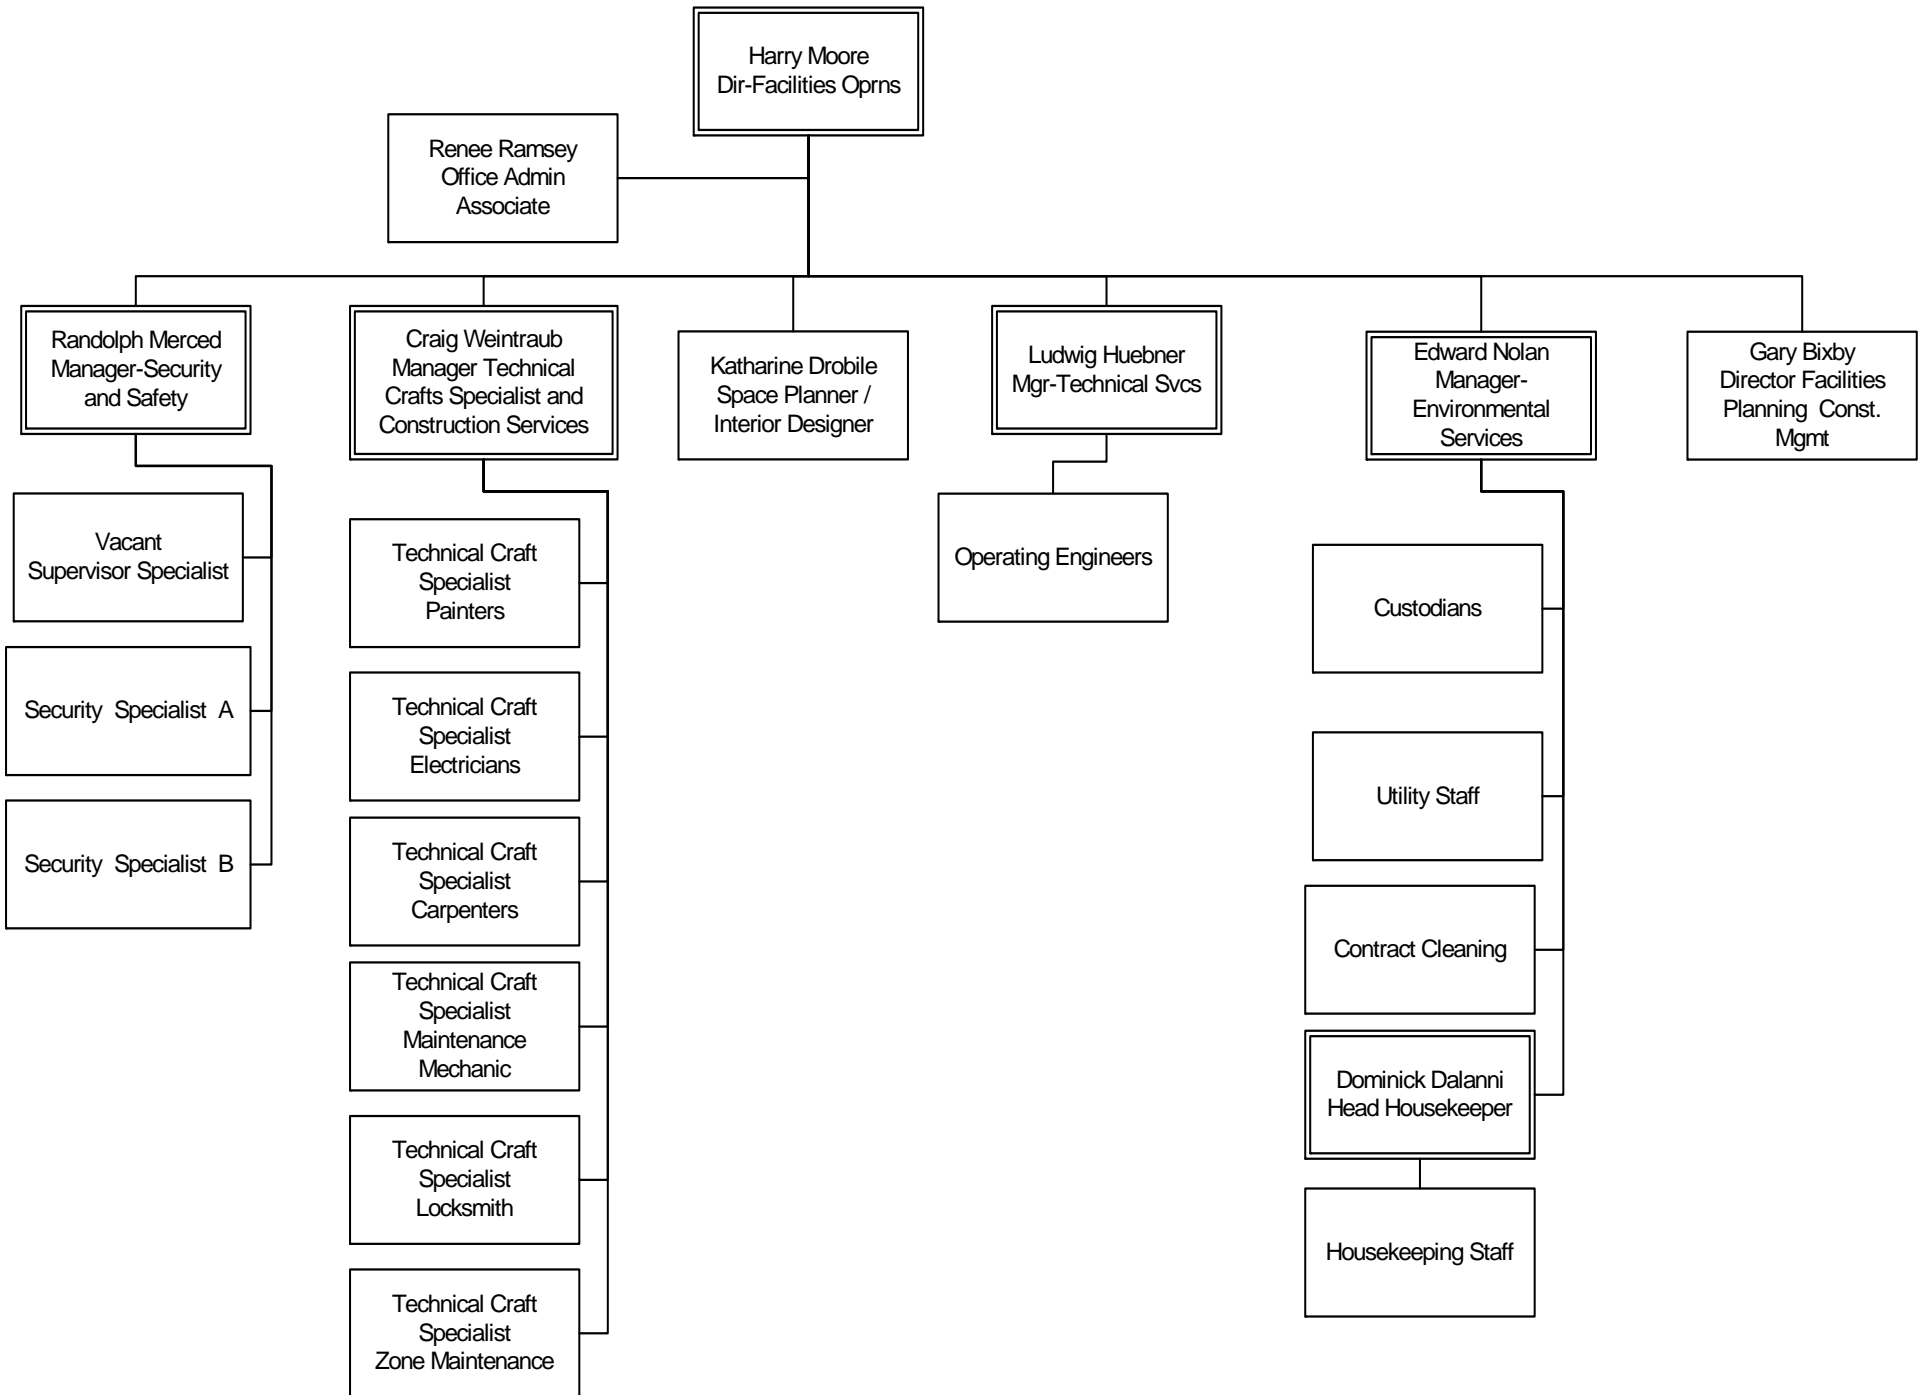 Harry Moore
Dir-Facilities Oprns
Renee Ramsey
Office Admin
Associate
Randolph Merced
Manager-Security
and Safety
Craig Weintraub
Manager Technical
Crafts Specialist and
Construction Services
Katharine Drobile
Space Planner /
Interior Designer
Ludwig Huebner
Mgr-Technical Svcs
Edward Nolan
Manager-
Environmental
Services
Gary Bixby
Director Facilities
Planning Const.
Mgmt
Vacant
Supervisor Specialist
Security Specialist A
Security Specialist B
Technical Craft
Specialist
Painters
Technical Craft
Specialist
Electricians
Technical Craft
Specialist
Carpenters
Technical Craft
Specialist
Maintenance
Mechanic
Technical Craft
Specialist
Locksmith
Technical Craft
Specialist
Zone Maintenance
Operating Engineers
Custodians
Utility Staff
Contract Cleaning
Dominick Dalanni
Head Housekeeper
Housekeeping Staff